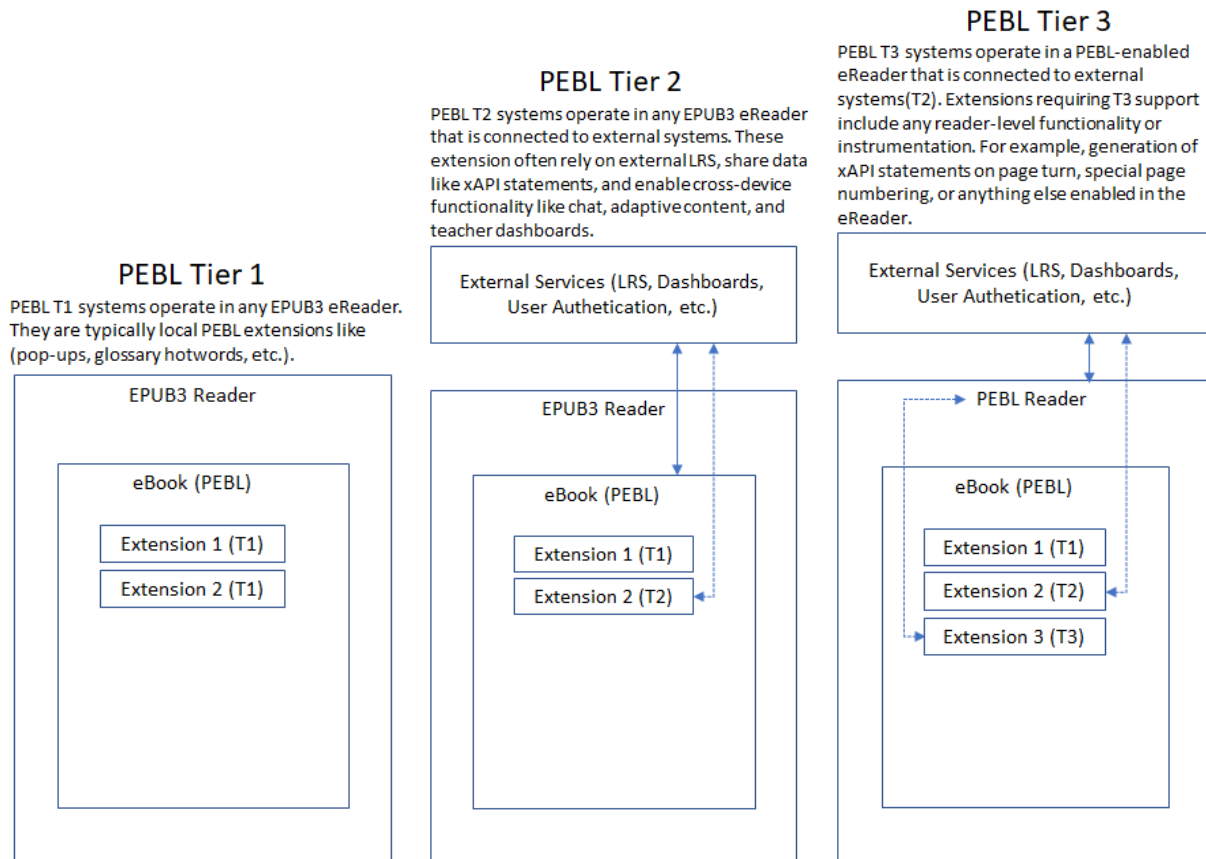 PEBL Tier 1
PEBL T1 systems operate in any EPUB3 eReader.
They are typically local PEBL extensions like
(pop-ups, glossary hotwords, etc.).
EPUB3 Reader
eBook (PEBL)
Extension 1 (T1)
Extension 2 (T1)
PEBL Tier 2
PEBL T2 systems operate in any EPUB3 eReader
that is connected to external systems. These
extension often rely on external LRS, share data
like xAPI statements, and enable cross-device
functionality like chat, adaptive content, and
teacher dashboards.
External Services (LRS, Dashboards,
User Authetication, etc.)
EPUB3 Reader
eBook (PEBL)
Extension 1 (T1)
Extension 2 (T2)
PEBL Tier 3
PEBL T3 systems operate in a PEBL-enabled
eReader that is connected to external
systems(T2). Extensions requiring T3 support
include any reader-level functionality or
instrumentation. For example, generation of
xAPI statements on page turn, special page
numbering, or anything else enabled in the
eReader.
External Services (LRS, Dashboards,
User Authetication, etc.)
PEBL Reader
eBook (PEBL)
Extension 1 (T1)
Extension 2 (T2)
Extension 3 (T3)